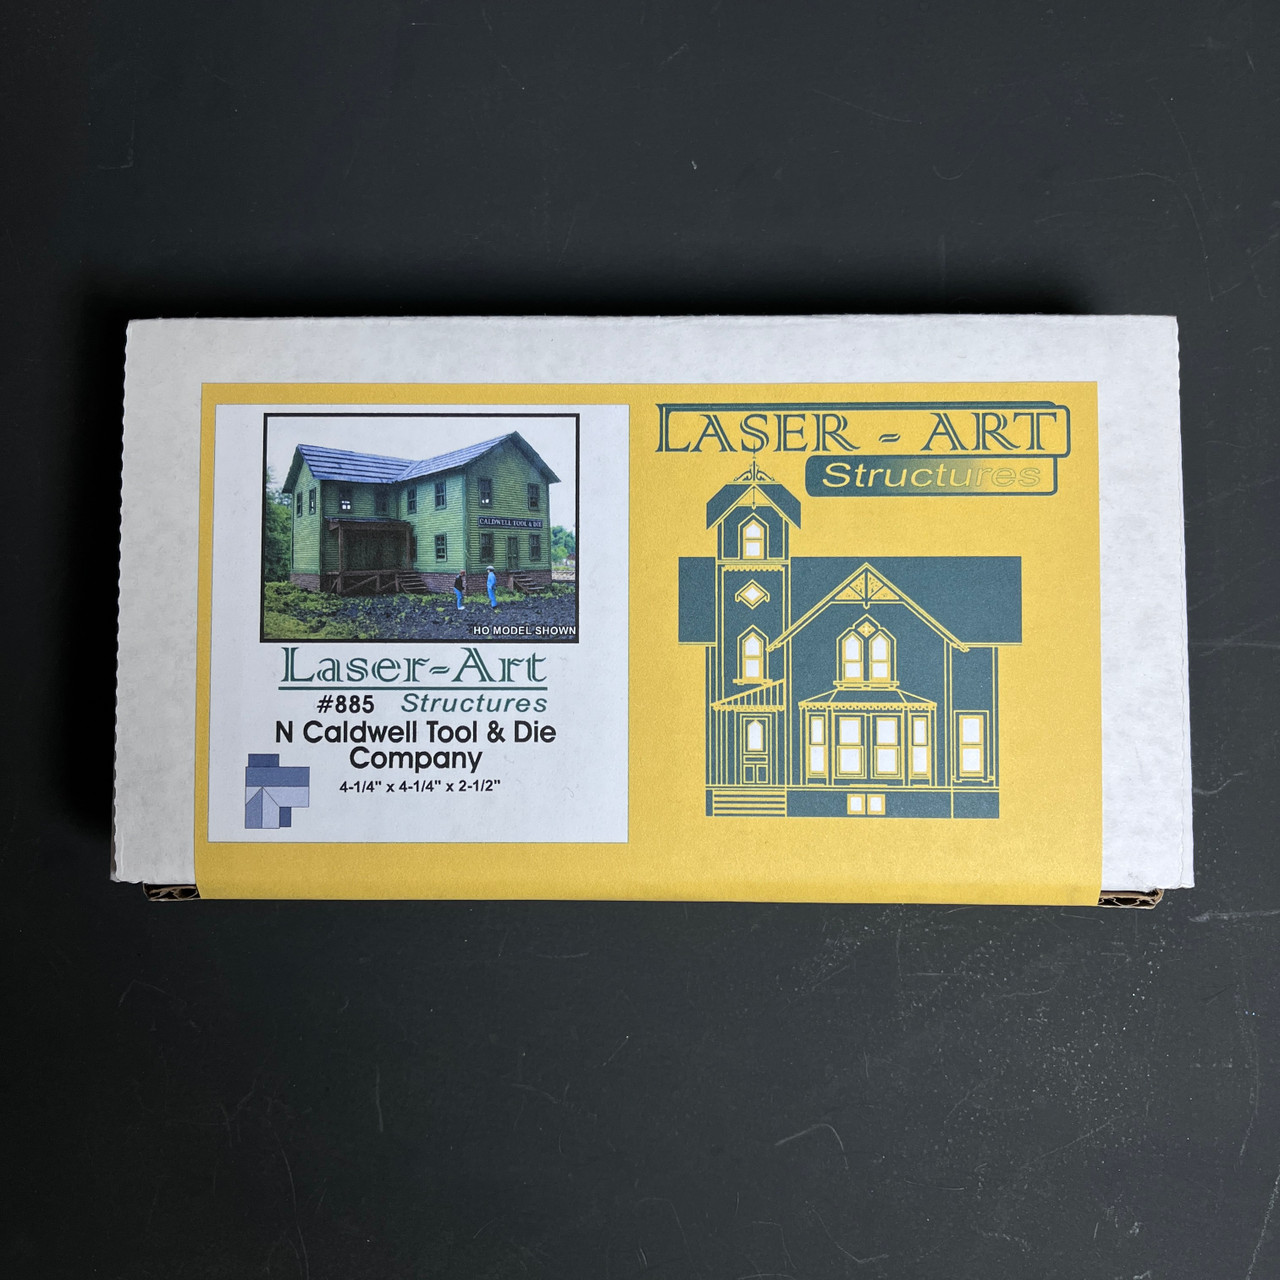 CALDWELL TOOL & DIE
HO MODEL SHOWN
Laser-Art
#885 Structures
N Caldwell Tool & Die
Company
4-1/4" x 4-1/4" x 2-1/2"
LASER - ART
Structures